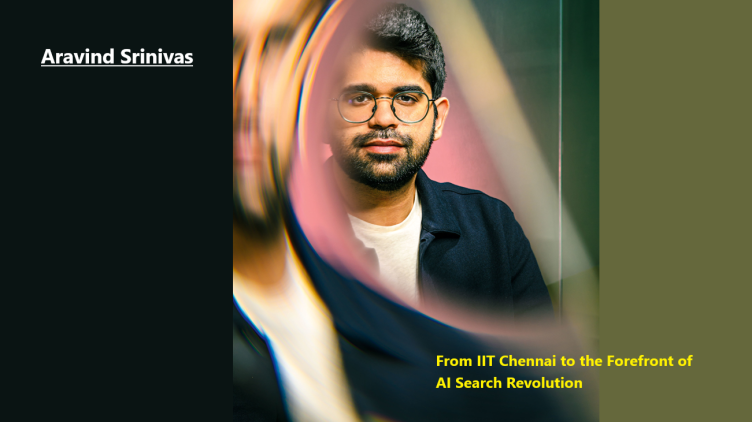 Aravind Srinivas
From IIT Chennai to the Forefront of
AI Search Revolution